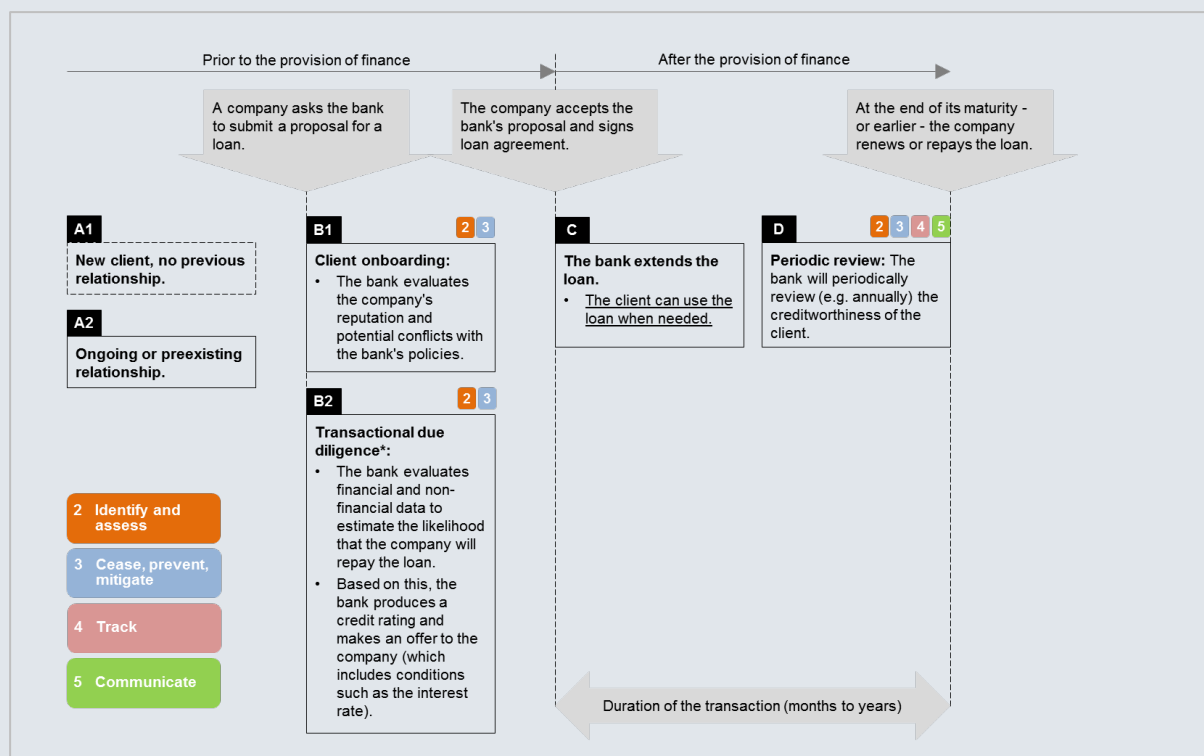 Prior to the provision of finance
After the provision of finance
A company asks the bank
to submit a proposal for a
loan.
The company accepts the
bank's proposal and signs
loan agreement.
At the end of its maturity -
or earlier - the company
renews or repays the loan.
A1
New client, no previous
relationship.
A2
Ongoing or preexisting
relationship.
B1
2 3
Client onboarding:
• The bank evaluates
the company's
reputation and
potential conflicts with
the bank's policies.
B2
2 3
Transactional due
diligence*:
• The bank evaluates
financial and non-
financial data to
estimate the likelihood
that the company will
repay the loan.
• Based on this, the
bank produces a
credit rating and
makes an offer to the
company (which
includes conditions
such as the interest
rate).
C
The bank extends the
loan.
• The client can use the
loan when needed.
D
2 3 4 5
Periodic review: The
bank will periodically
review (e.g. annually) the
creditworthiness of the
client.
2 Identify and
assess
3 Cease, prevent,
mitigate
4 Track
5 Communicate
Duration of the transaction (months to years)